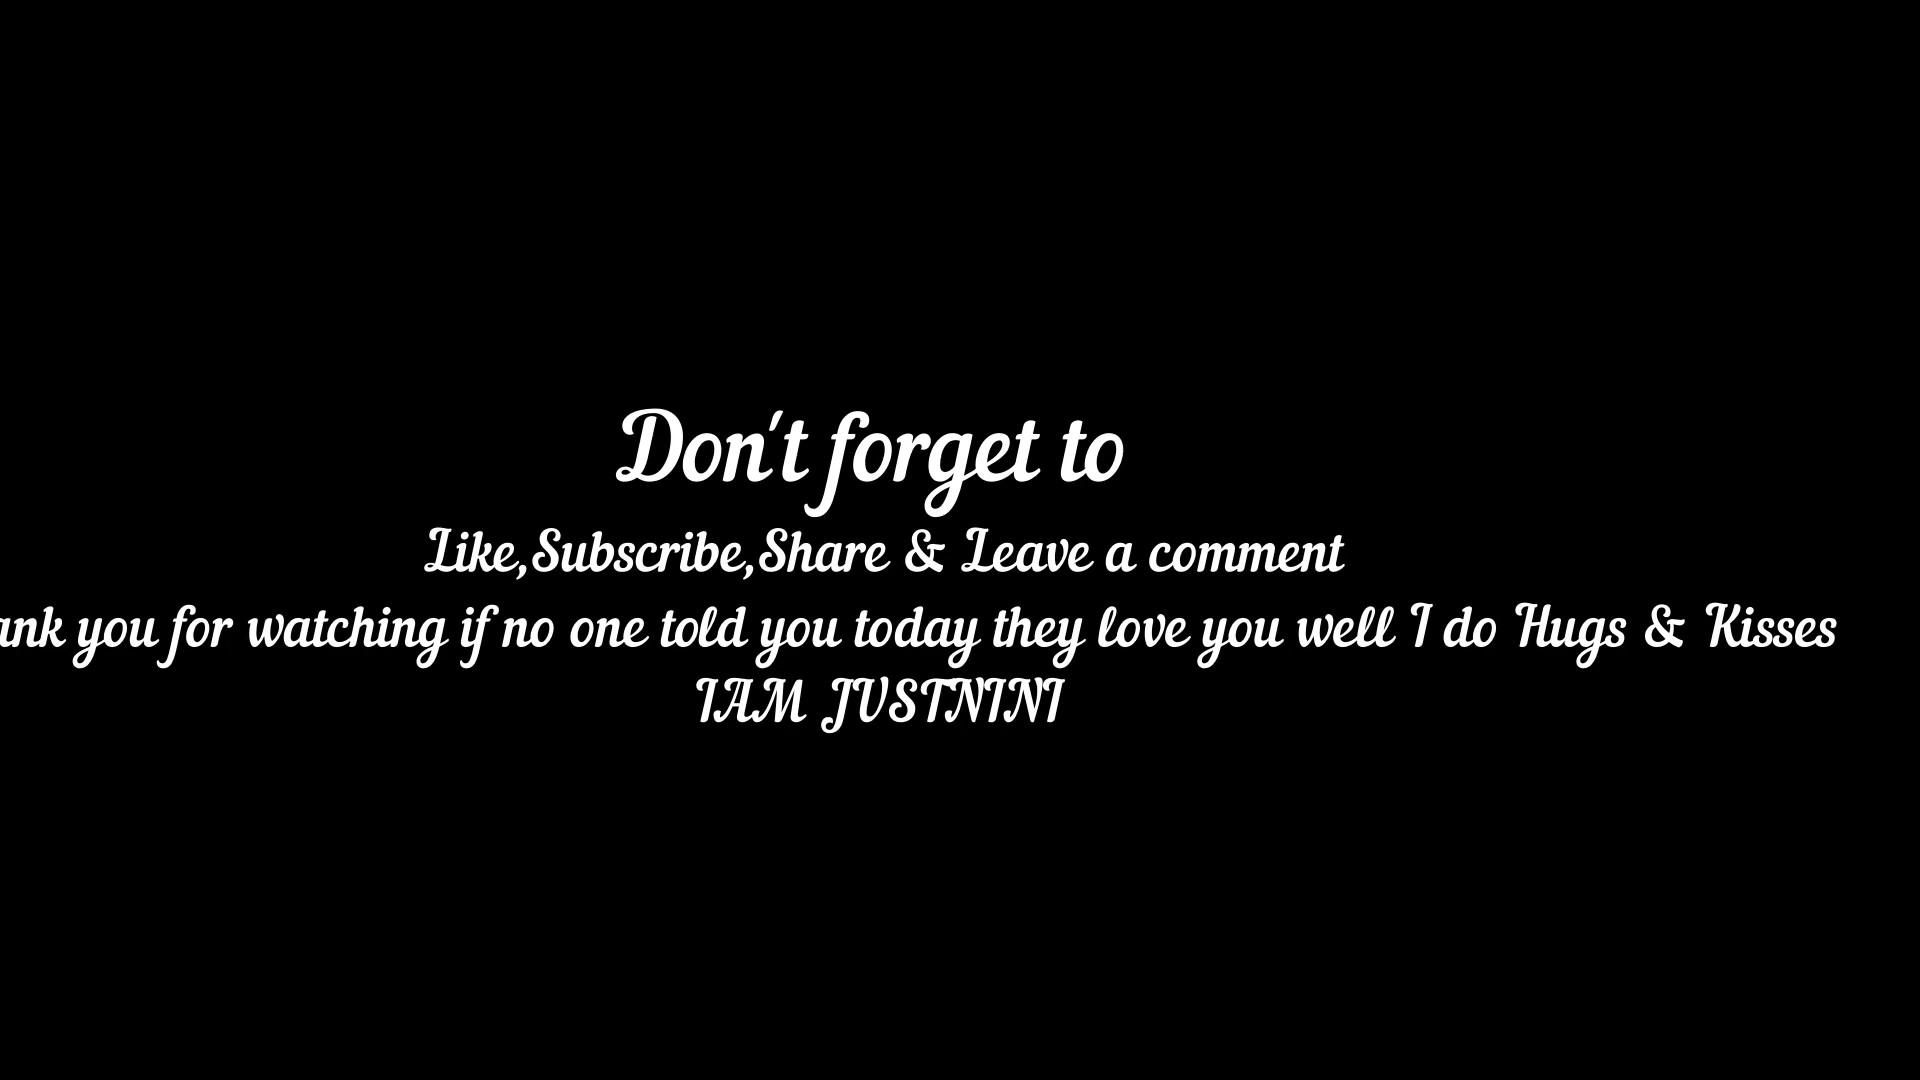 Don't forget to
Like,Subscribe,Share & Leave a comment
ank you for watching if no one told you today they love you well I do Hugs & Kisses
IAM JUSTNINI